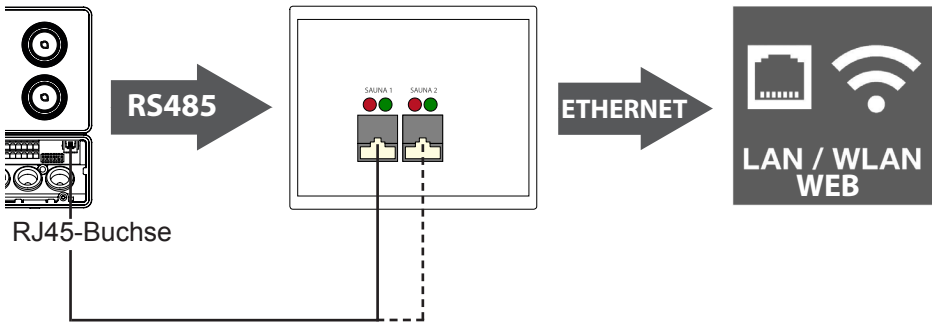 RS485
SAUNA 1 SAUNA 2
ETHERNET
LAN / WLAN
WEB
RJ45-Buchse